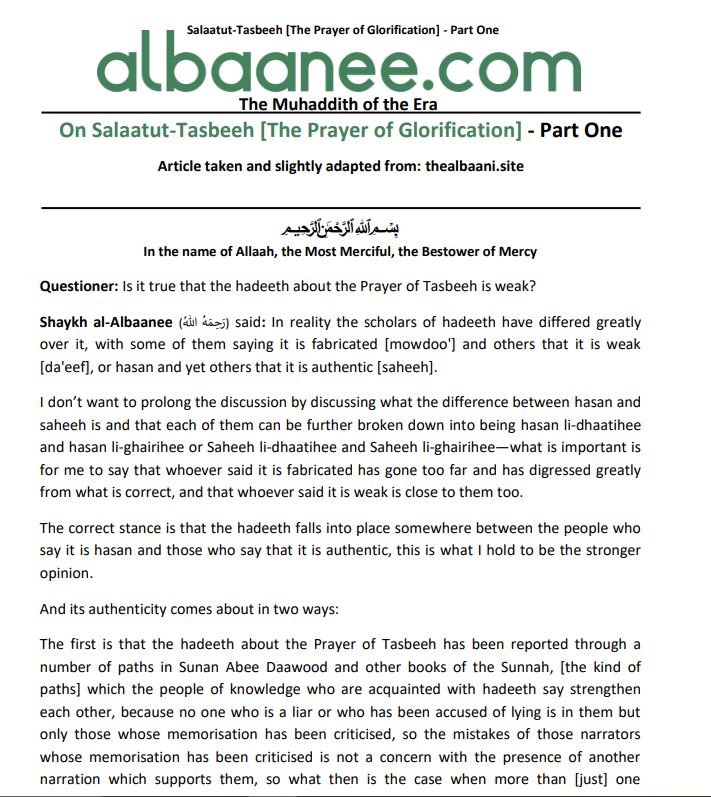 Salaatut-Tasbeeh [The Prayer of Glorification] - Part One
albaanee.com
The Muhaddith of the Era
On Salaatut-Tasbeeh [The Prayer of Glorification] - Part One
Article taken and slightly adapted from: thealbaani.site
بِسْمِ ٱللَّهِ ٱلرَّحْمَٰنِ ٱلرَّحِيمِ
In the name of Allaah, the Most Merciful, the Bestower of Mercy
Questioner: Is it true that the hadeeth about the Prayer of Tasbeeh is weak?
Shaykh al-Albaanee (رَحِمَهُ اللهُ) said: In reality the scholars of hadeeth have differed greatly
over it, with some of them saying it is fabricated [mowdoo'] and others that it is weak
[da'eef], or hasan and yet others that it is authentic [saheeh].
I don’t want to prolong the discussion by discussing what the difference between hasan and
saheeh is and that each of them can be further broken down into being hasan li-dhaatihee
and hasan li-ghairihee or Saheeh li-dhaatihee and Saheeh li-ghairihee—what is important is
for me to say that whoever said it is fabricated has gone too far and has digressed greatly
from what is correct, and that whoever said it is weak is close to them too.
The correct stance is that the hadeeth falls into place somewhere between the people who
say it is hasan and those who say that it is authentic, this is what I hold to be the stronger
opinion.
And its authenticity comes about in two ways:
The first is that the hadeeth about the Prayer of Tasbeeh has been reported through a
number of paths in Sunan Abee Daawood and other books of the Sunnah, [the kind of
paths] which the people of knowledge who are acquainted with hadeeth say strengthen
each other, because no one who is a liar or who has been accused of lying is in them but
only those whose memorisation has been criticised, so the mistakes of those narrators
whose memorisation has been criticised is not a concern with the presence of another
narration which supports them, so what then is the case when more than [just] one